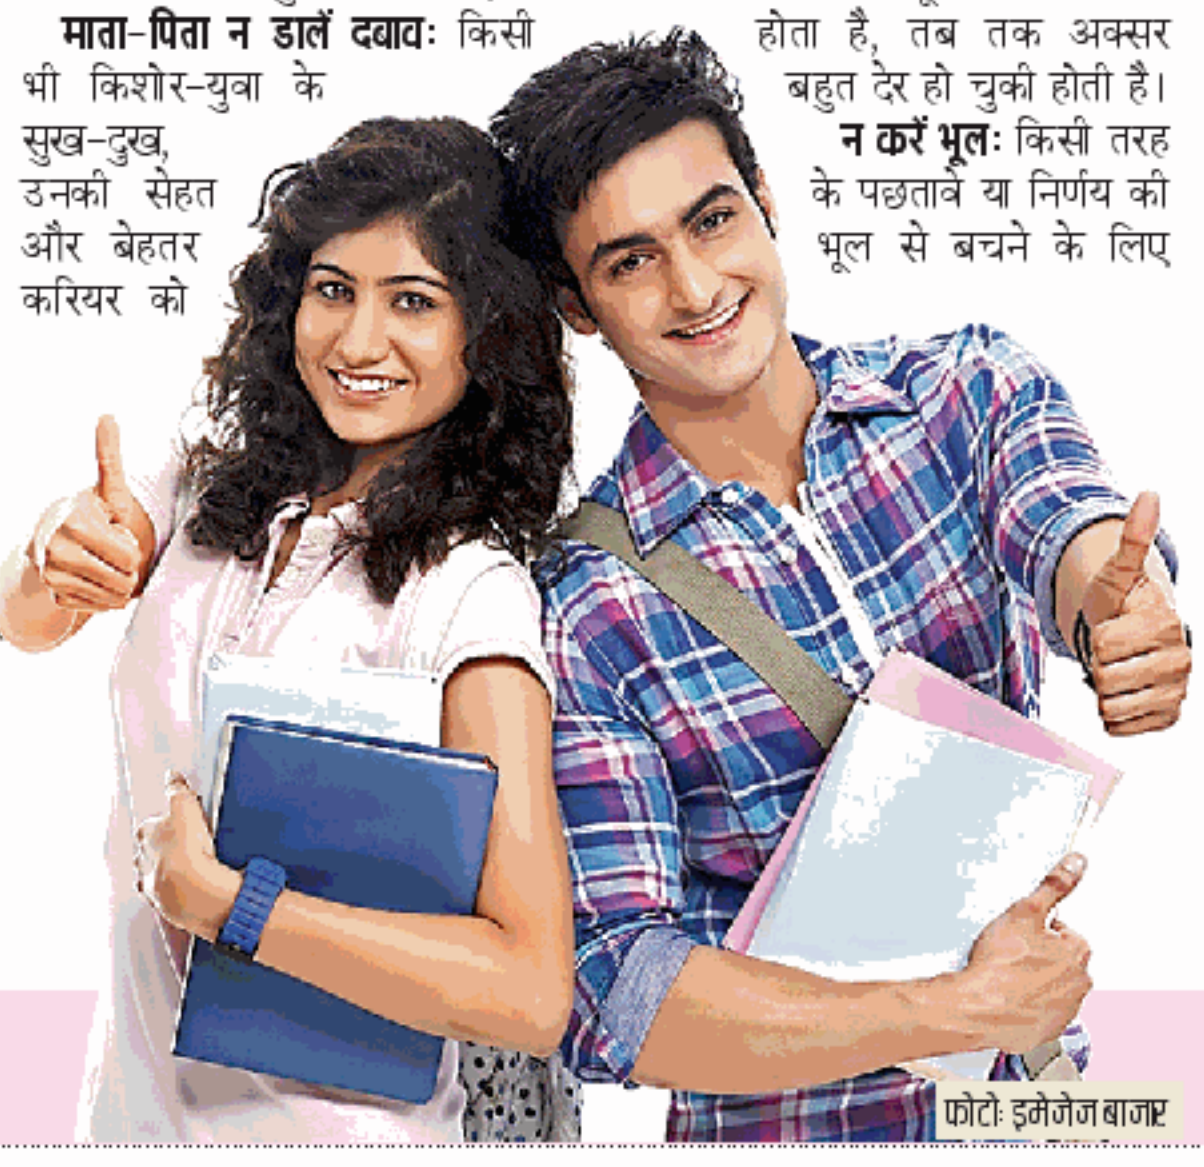 माता-पिता न डालें दबावः किसी
भी किशोर-युवा के
सुख-दुख,
उनकी सेहत
और बेहतर
करियर को
होता है, तब तक अक्सर
बहुत देर हो चुकी होती है।
न करें भूलः किसी तरह
के पछतावे या निर्णय की
भूल से बचने के लिए
फोटोः इमेजेज बाजार